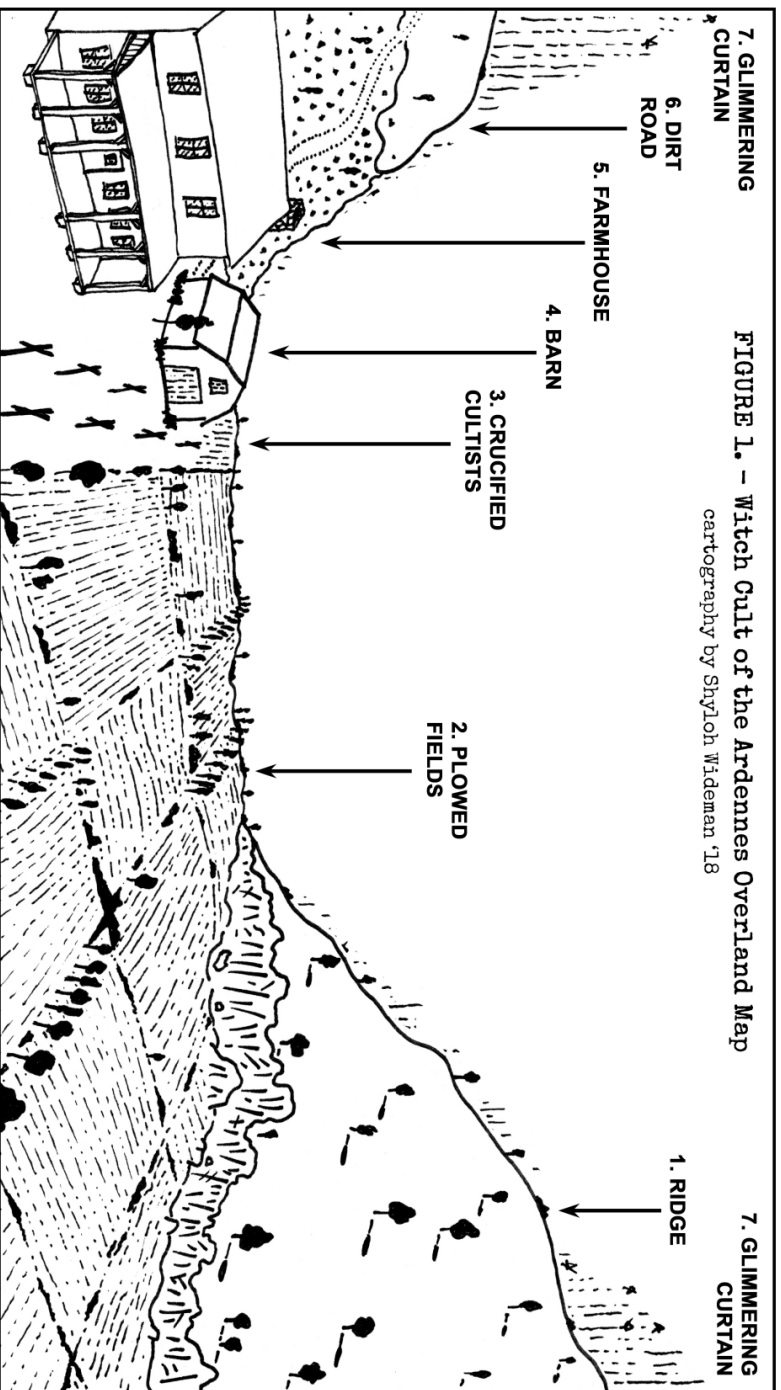 FIGURE 1. – Witch Cult of the Ardennes Overland Map
cartography by Shyloh Wideman '18
7. GLIMMERING
CURTAIN
6. DIRT
ROAD
5. FARMHOUSE
4. BARN
3. CRUCIFIED
CULTISTS
2. PLOWED
FIELDS
1. RIDGE
7. GLIMMERING
CURTAIN